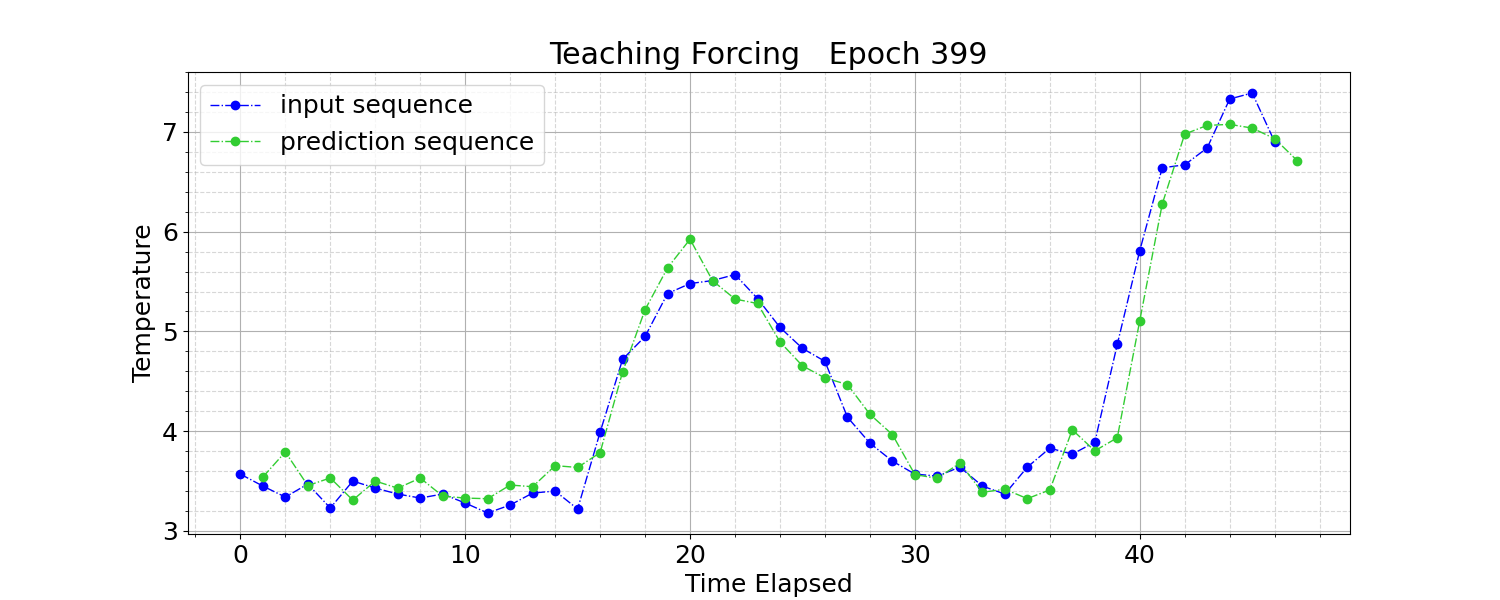 Teaching Forcing   Epoch 399
input sequence
prediction sequence
Temperature
7
6
5
4
3
0 10 20 30 40
Time Elapsed